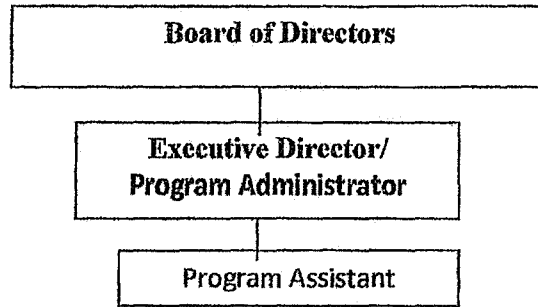 Board of Directors
Executive Director/
Program Administrator
Program Assistant